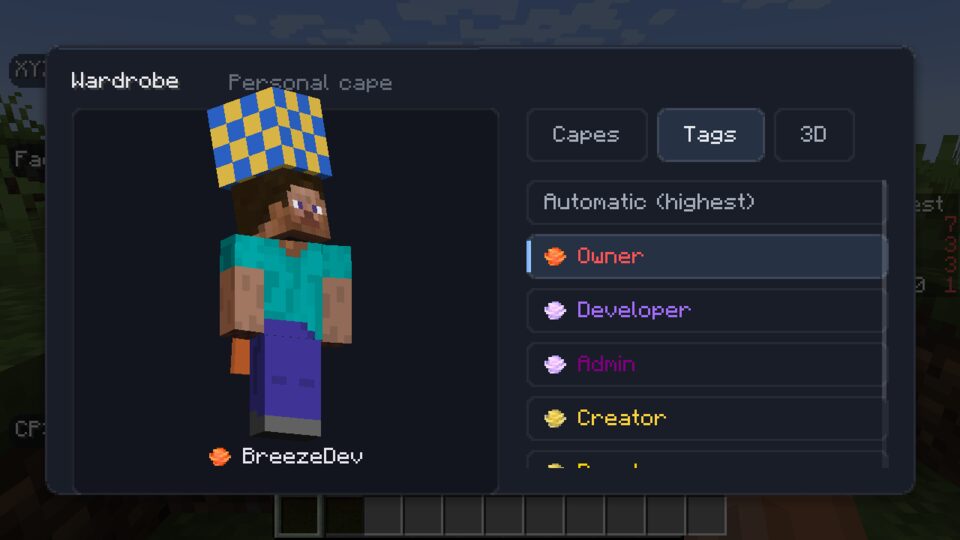 Wardrobe
Personal cape
Capes
Tags
3D
Automatic (highest)
Owner
Developer
Admin
Creator
BreezeDev